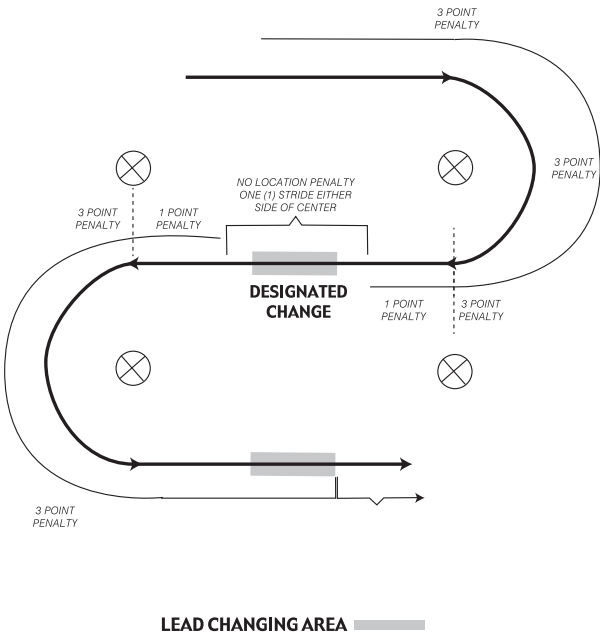 3 POINT
PENALTY
3 POINT
PENALTY
NO LOCATION PENALTY
ONE (1) STRIDE EITHER
SIDE OF CENTER
3 POINT
PENALTY
1 POINT
PENALTY
DESIGNATED
CHANGE
1 POINT
PENALTY
3 POINT
PENALTY
3 POINT
PENALTY
LEAD CHANGING AREA